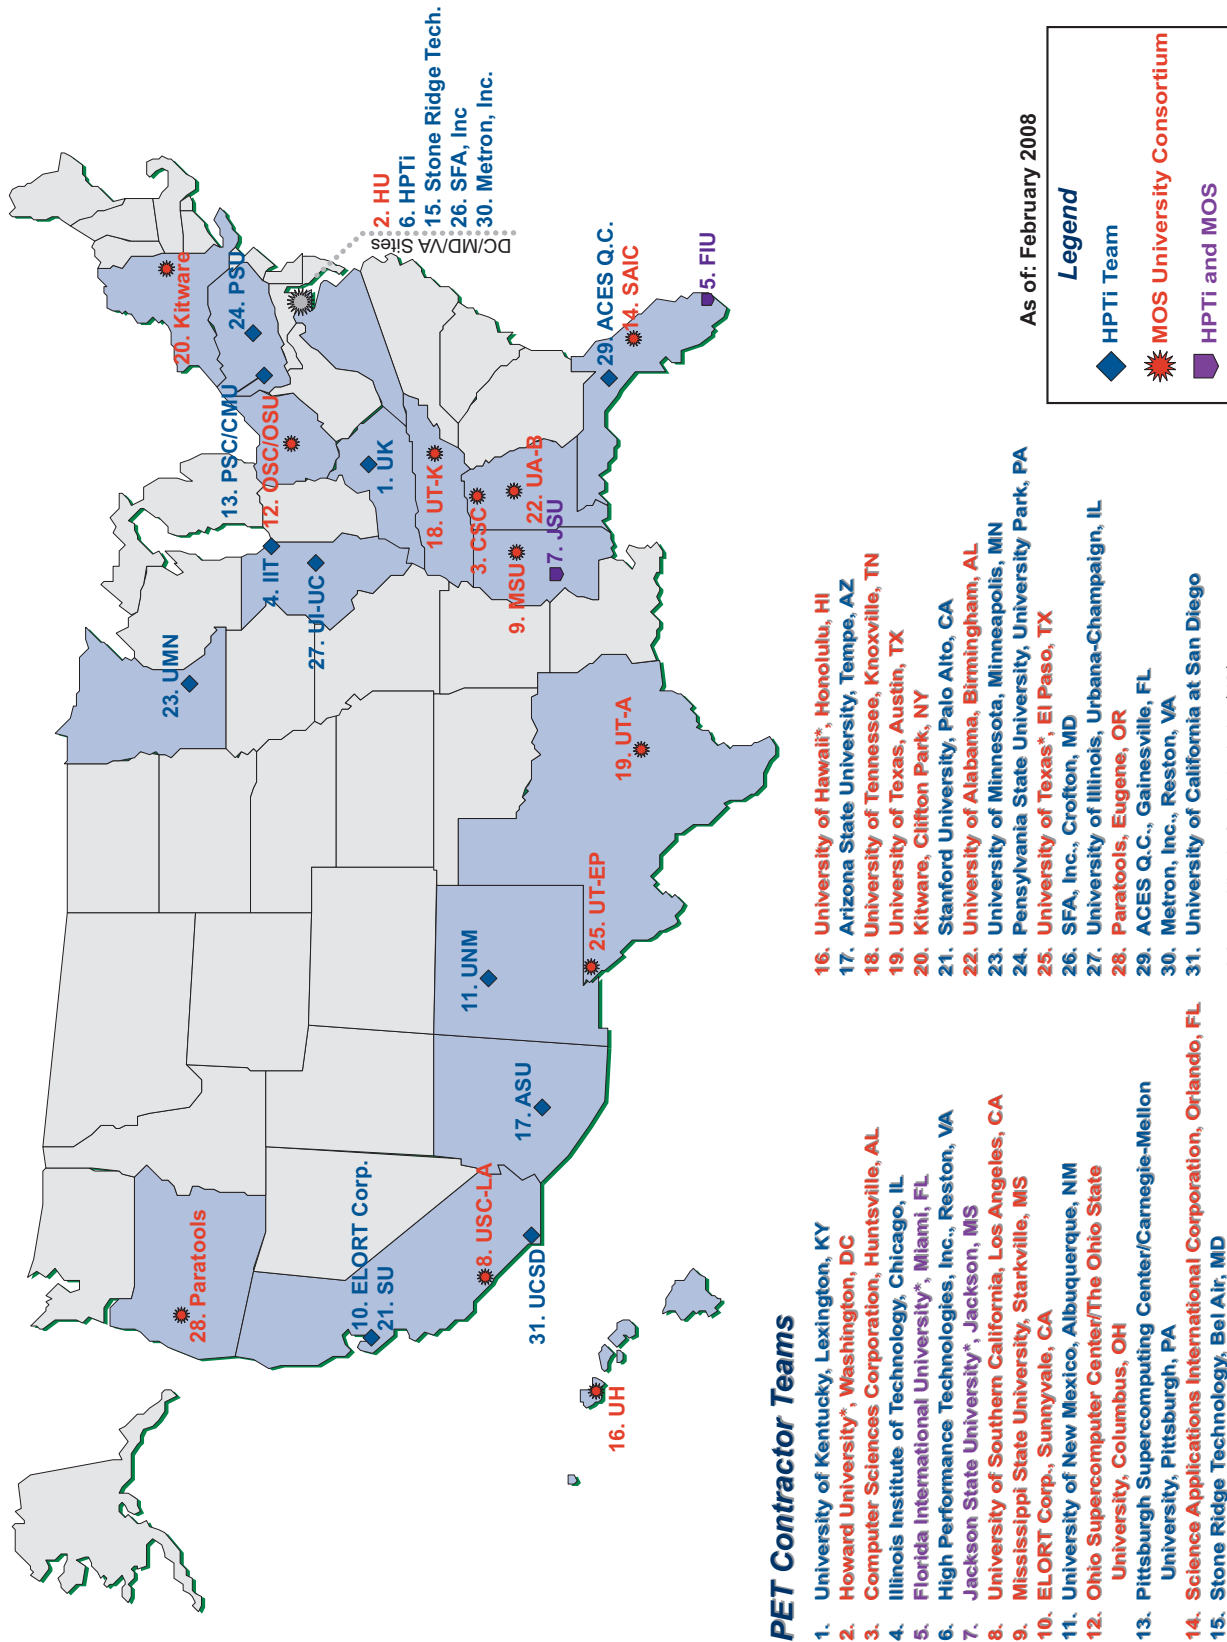 20. Kitware
24. PSU
13. PSC/CMU
12. OSC/OSU
4. IIT
27. UI-UC
23. UMN
1. UK
18. UT-K
3. CSC
22. UA-B
9. MSU
7. JSU
DC/MD/VA Sites
2. HU
6. HPTi
15. Stone Ridge Tech.
26. SFA, Inc
30. Metron, Inc.
29. ACES Q.C.
14. SAIC
5. FIU
19. UT-A
25. UT-EP
11. UNM
17. ASU
28. Paratools
10. ELORT Corp.
21. SU
8. USC-LA
31. UCSD
16. UH
As of: February 2008
Legend
HPTi Team
MOS University Consortium
HPTi and MOS
PET Contractor Teams
1. University of Kentucky, Lexington, KY
2. Howard University*, Washington, DC
3. Computer Sciences Corporation, Huntsville, AL
4. Illinois Institute of Technology, Chicago, IL
5. Florida International University*, Miami, FL
6. High Performance Technologies, Inc., Reston, VA
7. Jackson State University*, Jackson, MS
8. University of Southern California, Los Angeles, CA
9. Mississippi State University, Starkville, MS
10. ELORT Corp., Sunnyvale, CA
11. University of New Mexico, Albuquerque, NM
12. Ohio Supercomputer Center/The Ohio State
University, Columbus, OH
13. Pittsburgh Supercomputing Center/Carnegie-Mellon
University, Pittsburgh, PA
14. Science Applications International Corporation, Orlando, FL
15. Stone Ridge Technology, Bel Air, MD
16. University of Hawaii*, Honolulu, HI
17. Arizona State University, Tempe, AZ
18. University of Tennessee, Knoxville, TN
19. University of Texas, Austin, TX
20. Kitware, Clifton Park, NY
21. Stanford University, Palo Alto, CA
22. University of Alabama, Birmingham, AL
23. University of Minnesota, Minneapolis, MN
24. Pensylvania State University, University Park, PA
25. University of Texas*, El Paso, TX
26. SFA, Inc., Crofton, MD
27. University of Illinois, Urbana-Champaign, IL
28. Paratools, Eugene, OR
29. ACES Q.C., Gainesville, FL
30. Metron, Inc., Reston, VA
31. University of California at San Diego